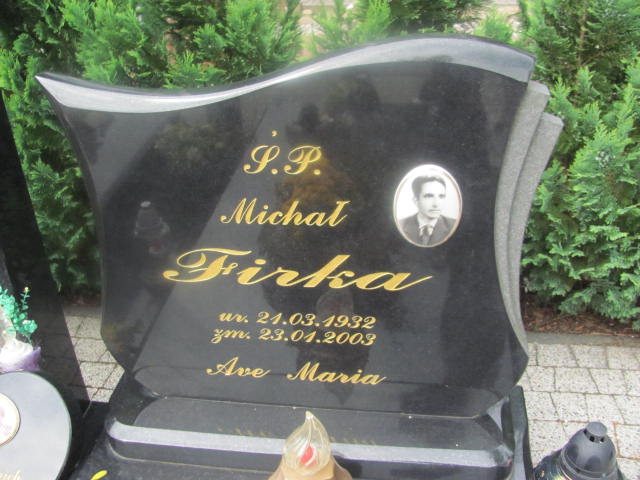 Ś.P.
Michał
Firka
ur. 21.03.1932
zm. 23.01.2003
Ave Maria